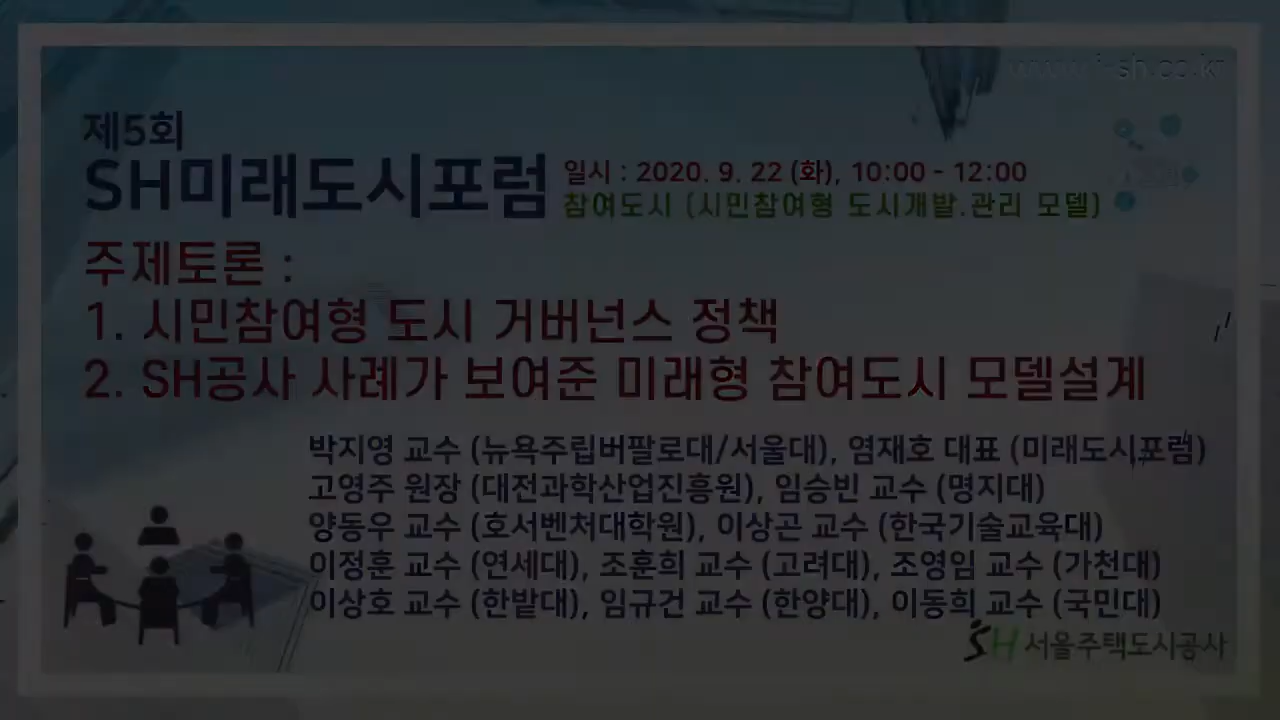 www.i-sh.co.kr
제5회
SH미래도시포럼
일시 : 2020. 9. 22 (화), 10:00 - 12:00
참여도시 (시민참여형 도시개발.관리 모델)
주제토론 :
1. 시민참여형 도시 거버넌스 정책
2. SH공사 사례가 보여준 미래형 참여도시 모델설계
박지영 교수 (뉴욕주립버팔로대/서울대), 염재호 대표 (미래도시포럼)
고영주 원장 (대전과학산업진흥원), 임승빈 교수 (명지대)
양동우 교수 (호서벤처대학원), 이상곤 교수 (한국기술교육대)
이정훈 교수 (연세대), 조훈희 교수 (고려대), 조영임 교수 (가천대)
이상호 교수 (한밭대), 임규건 교수 (한양대), 이동희 교수 (국민대)
SH 서울주택도시공사